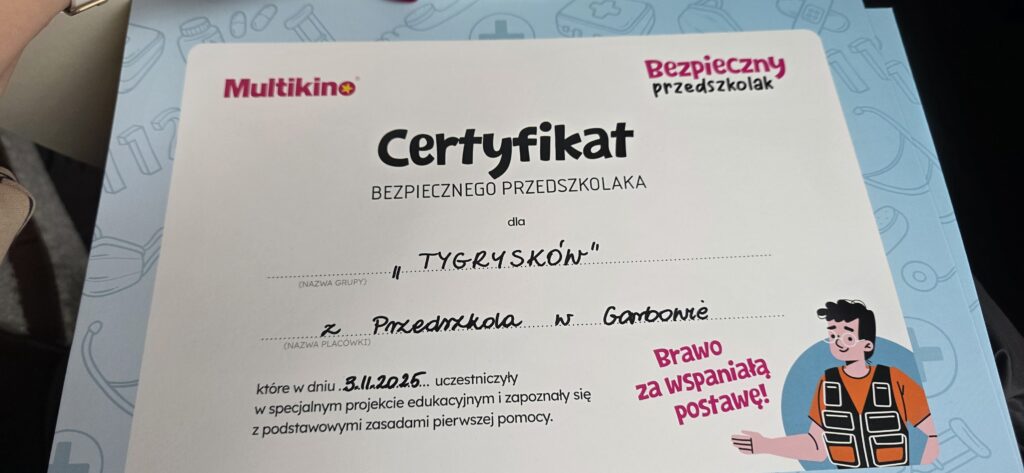 Multikino
Bezpieczny
przedszkolak
Certyfikat
BEZPIECZNEGO PRZEDSZKOLAKA
dla
„TYGRYSKÓW"
(NAZWA GRUPY)
z Przedszkola w Garbowie
(NAZWA PLACÓWKI)
które w dniu 3.11.2025 uczestniczyły
w specjalnym projekcie edukacyjnym i zapoznały się
z podstawowymi zasadami pierwszej pomocy.
Brawo
za wspaniałą
postawę!